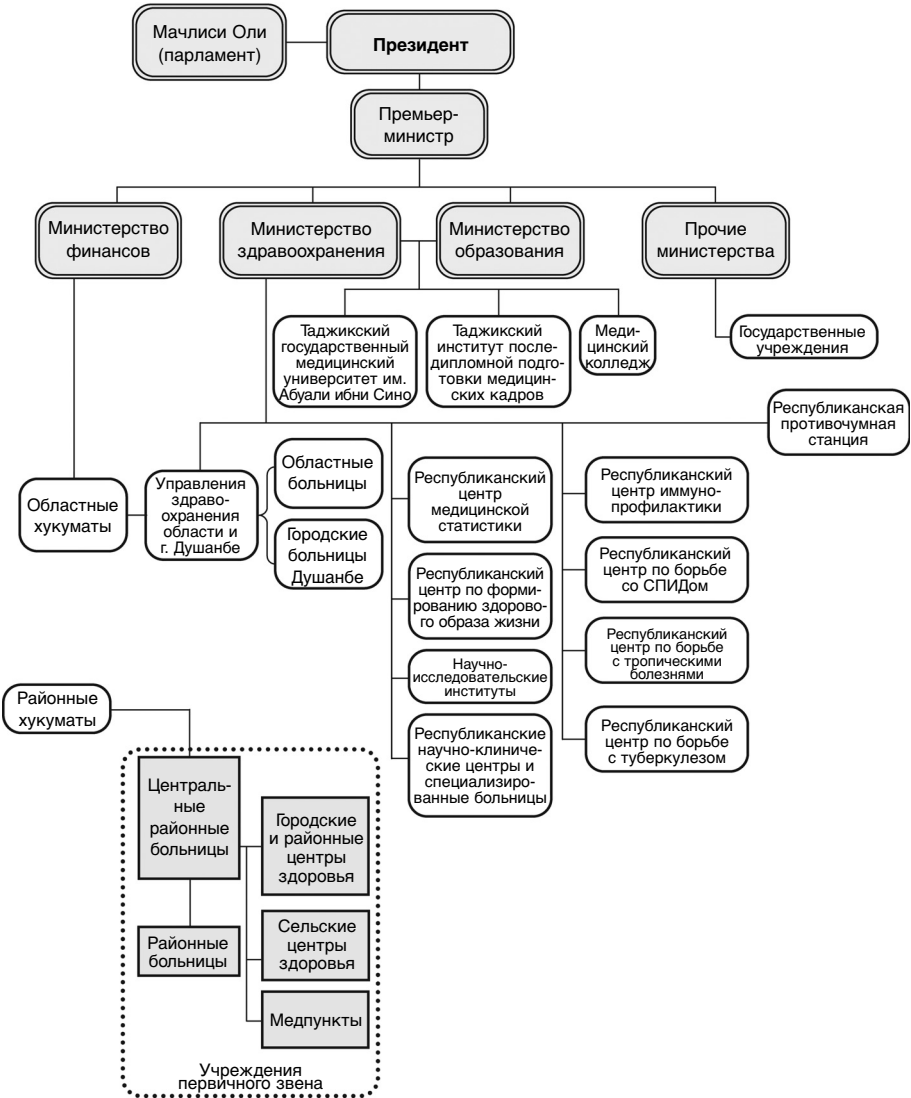 Мачлиси Оли
(парламент)
Президент
Премьер-
министр
Министерство
финансов
Министерство
здравоохранения
Министерство
образования
Прочие
министерства
Таджикский
государственный
медицинский
университет им.
Абуали ибни Сино
Таджикский
институт после-
дипломной подго-
товки медицин-
ских кадров
Меди-
цинский
колледж
Государственные
учреждения
Республиканская
противочумная
станция
Областные
хукуматы
Управления
здраво-
охранения
области и
г. Душанбе
Областные
больницы
Городские
больницы
Душанбе
Республиканский
центр
медицинской
статистики
Республиканский
центр по форми-
рованию здорово-
го образа жизни
Научно-
исследовательские
институты
Республиканские
научно-клиниче-
ские центры и
специализиро-
ванные больницы
Республиканский
центр иммуно-
профилактики
Республиканский
центр по борьбе
со СПИДом
Республиканский
центр по борьбе
с тропическими
болезнями
Республиканский
центр по борьбе
с туберкулезом
Районные
хукуматы
Централь-
ные
районные
больницы
Районные
больницы
Городские
и районные
центры
здоровья
Сельские
центры
здоровья
Медпункты
Учреждения
первичного звена